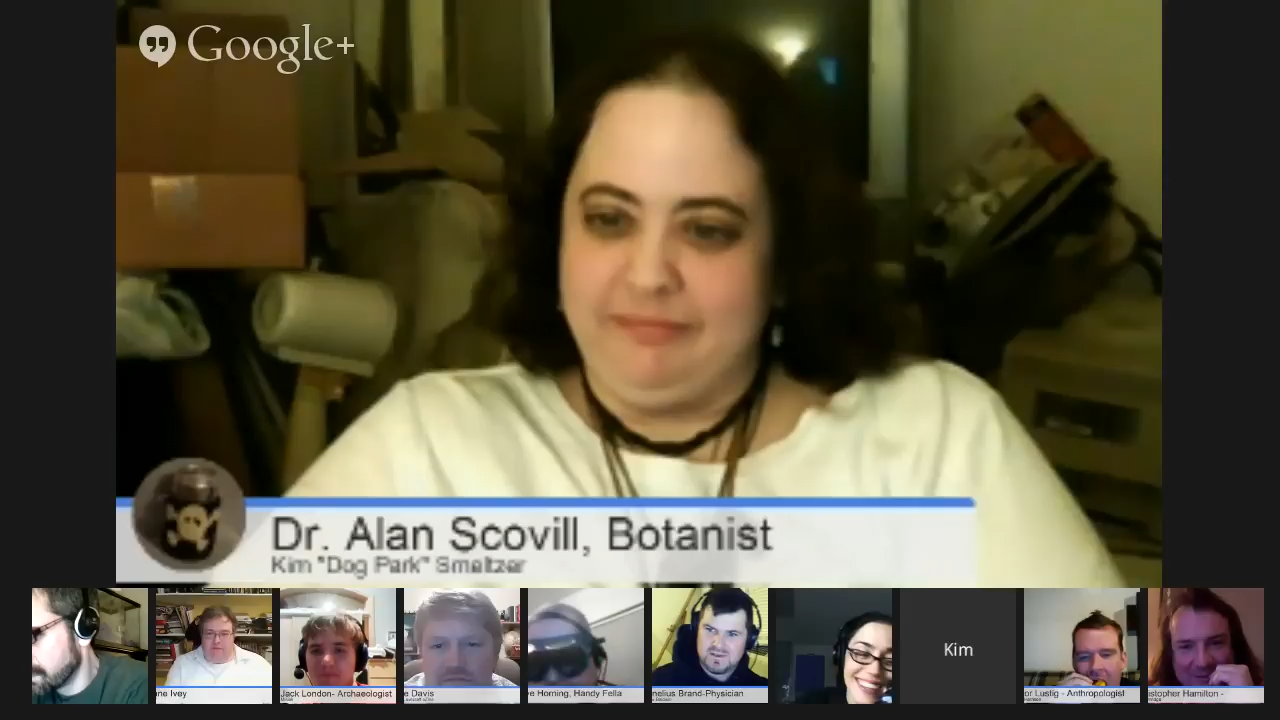 Google+
Dr. Alan Scovill, Botanist
Kim "Dog Park" Smeltzer
Kim
ne Ivey
Jack London- Archaeologist
e Davis
e Horning, Handy Fella
nelius Brand-Physician
or Lustig - Anthropologist
stopher Hamilton -